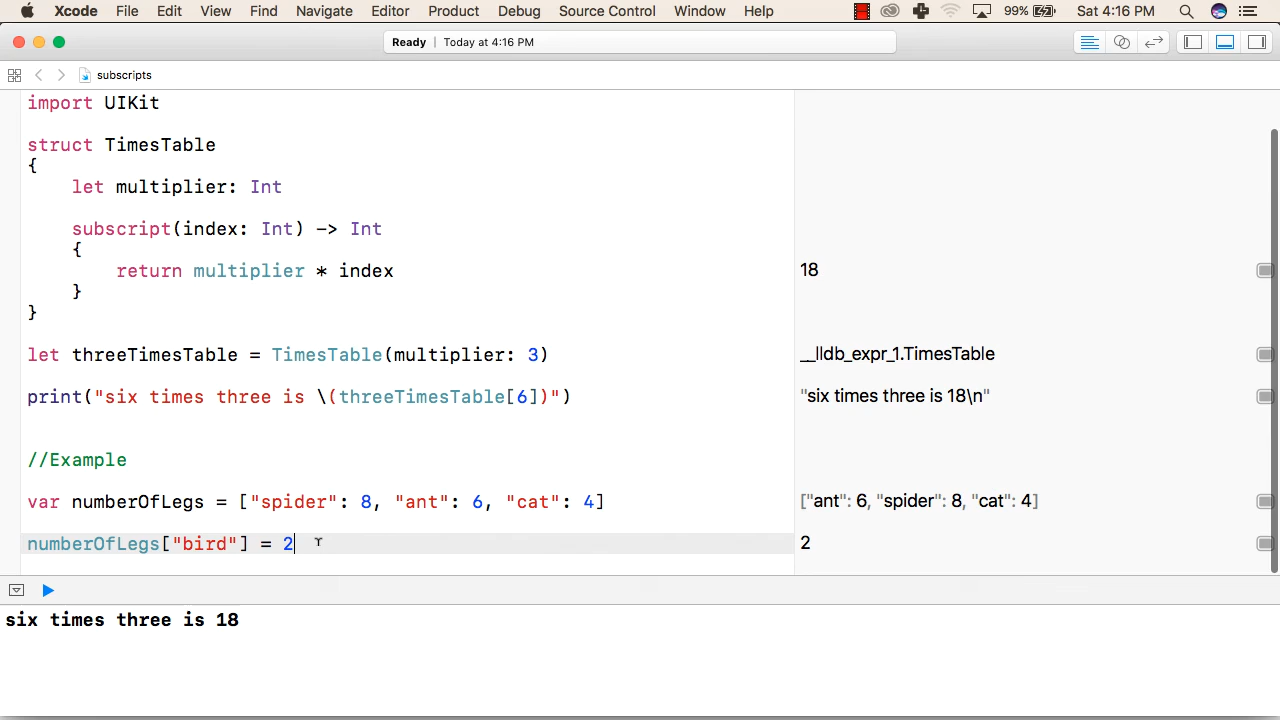 Xcode File Edit View Find Navigate Editor Product Debug Source Control Window Help 99% Sat 4:16 PM
Ready | Today at 4:16 PM
subscripts
import UIKit
struct TimesTable
{
let multiplier: Int
subscript(index: Int) -> Int
{
return multiplier * index
18
}
}
let threeTimesTable = TimesTable(multiplier: 3)
__lldb_expr_1.TimesTable
print("six times three is \(threeTimesTable[6])")
"six times three is 18\n"
//Example
var numberOfLegs = ["spider": 8, "ant": 6, "cat": 4]
["ant": 6, "spider": 8, "cat": 4]
numberOfLegs["bird"] = 2
2
six times three is 18